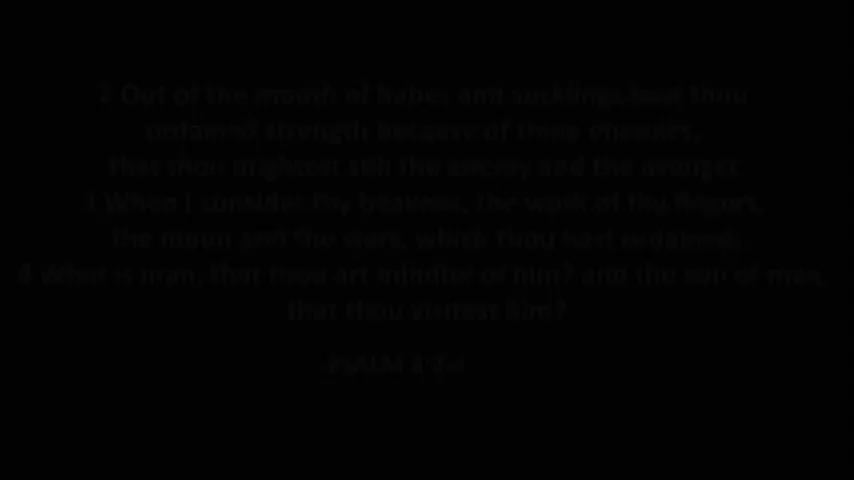 2 Out of the mouth of babes and sucklings hast thou
ordained strength because of thine enemies,
that thou mightest still the enemy and the avenger.
3 When I consider thy heavens, the work of thy fingers,
the moon and the stars, which thou hast ordained;
4 What is man, that thou art mindful of him? and the son of man,
that thou visitest him?
PSALM 8:2-4